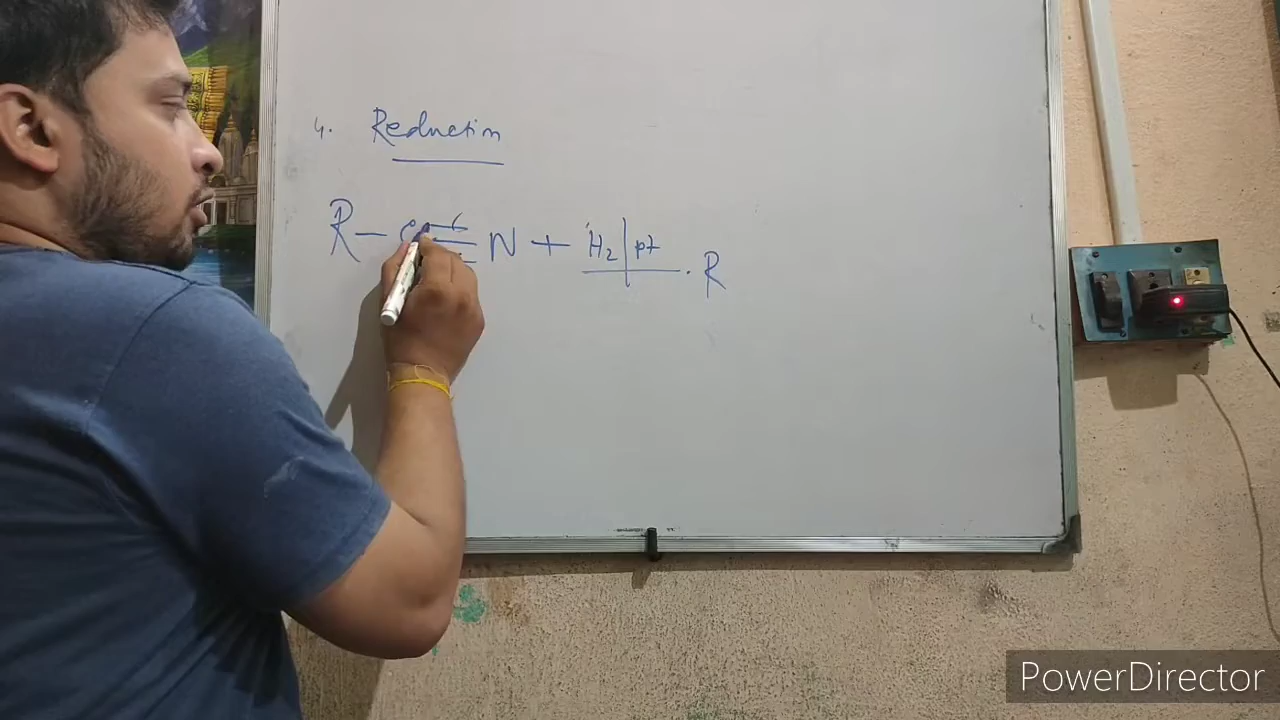 4. Reduction
R - C ≡ N + H2 | pt . R
PowerDirector